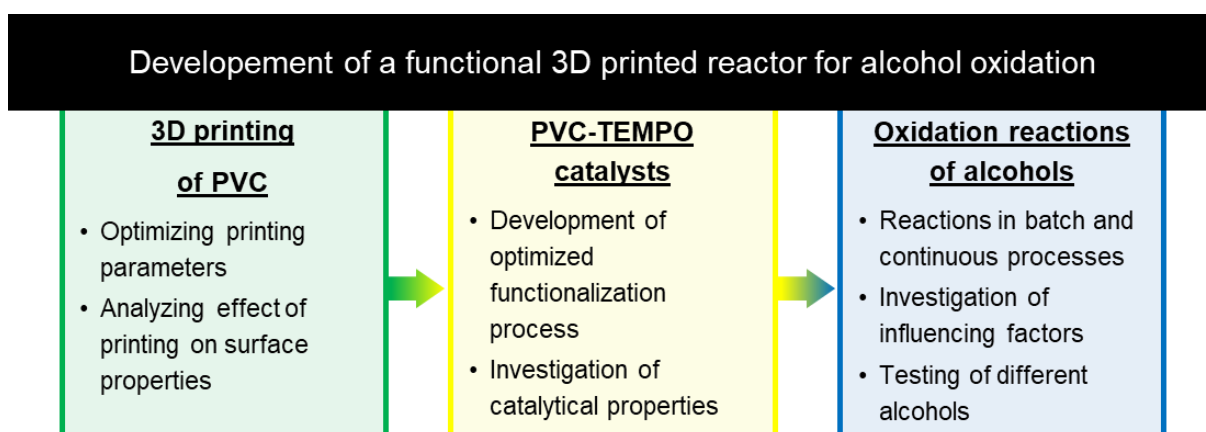 Developement of a functional 3D printed reactor for alcohol oxidation
3D printing
of PVC
• Optimizing printing
parameters
• Analyzing effect of
printing on surface
properties
PVC-TEMPO
catalysts
• Development of
optimized
functionalization
process
• Investigation of
catalytical properties
Oxidation reactions
of alcohols
• Reactions in batch and
continuous processes
• Investigation of
influencing factors
• Testing of different
alcohols